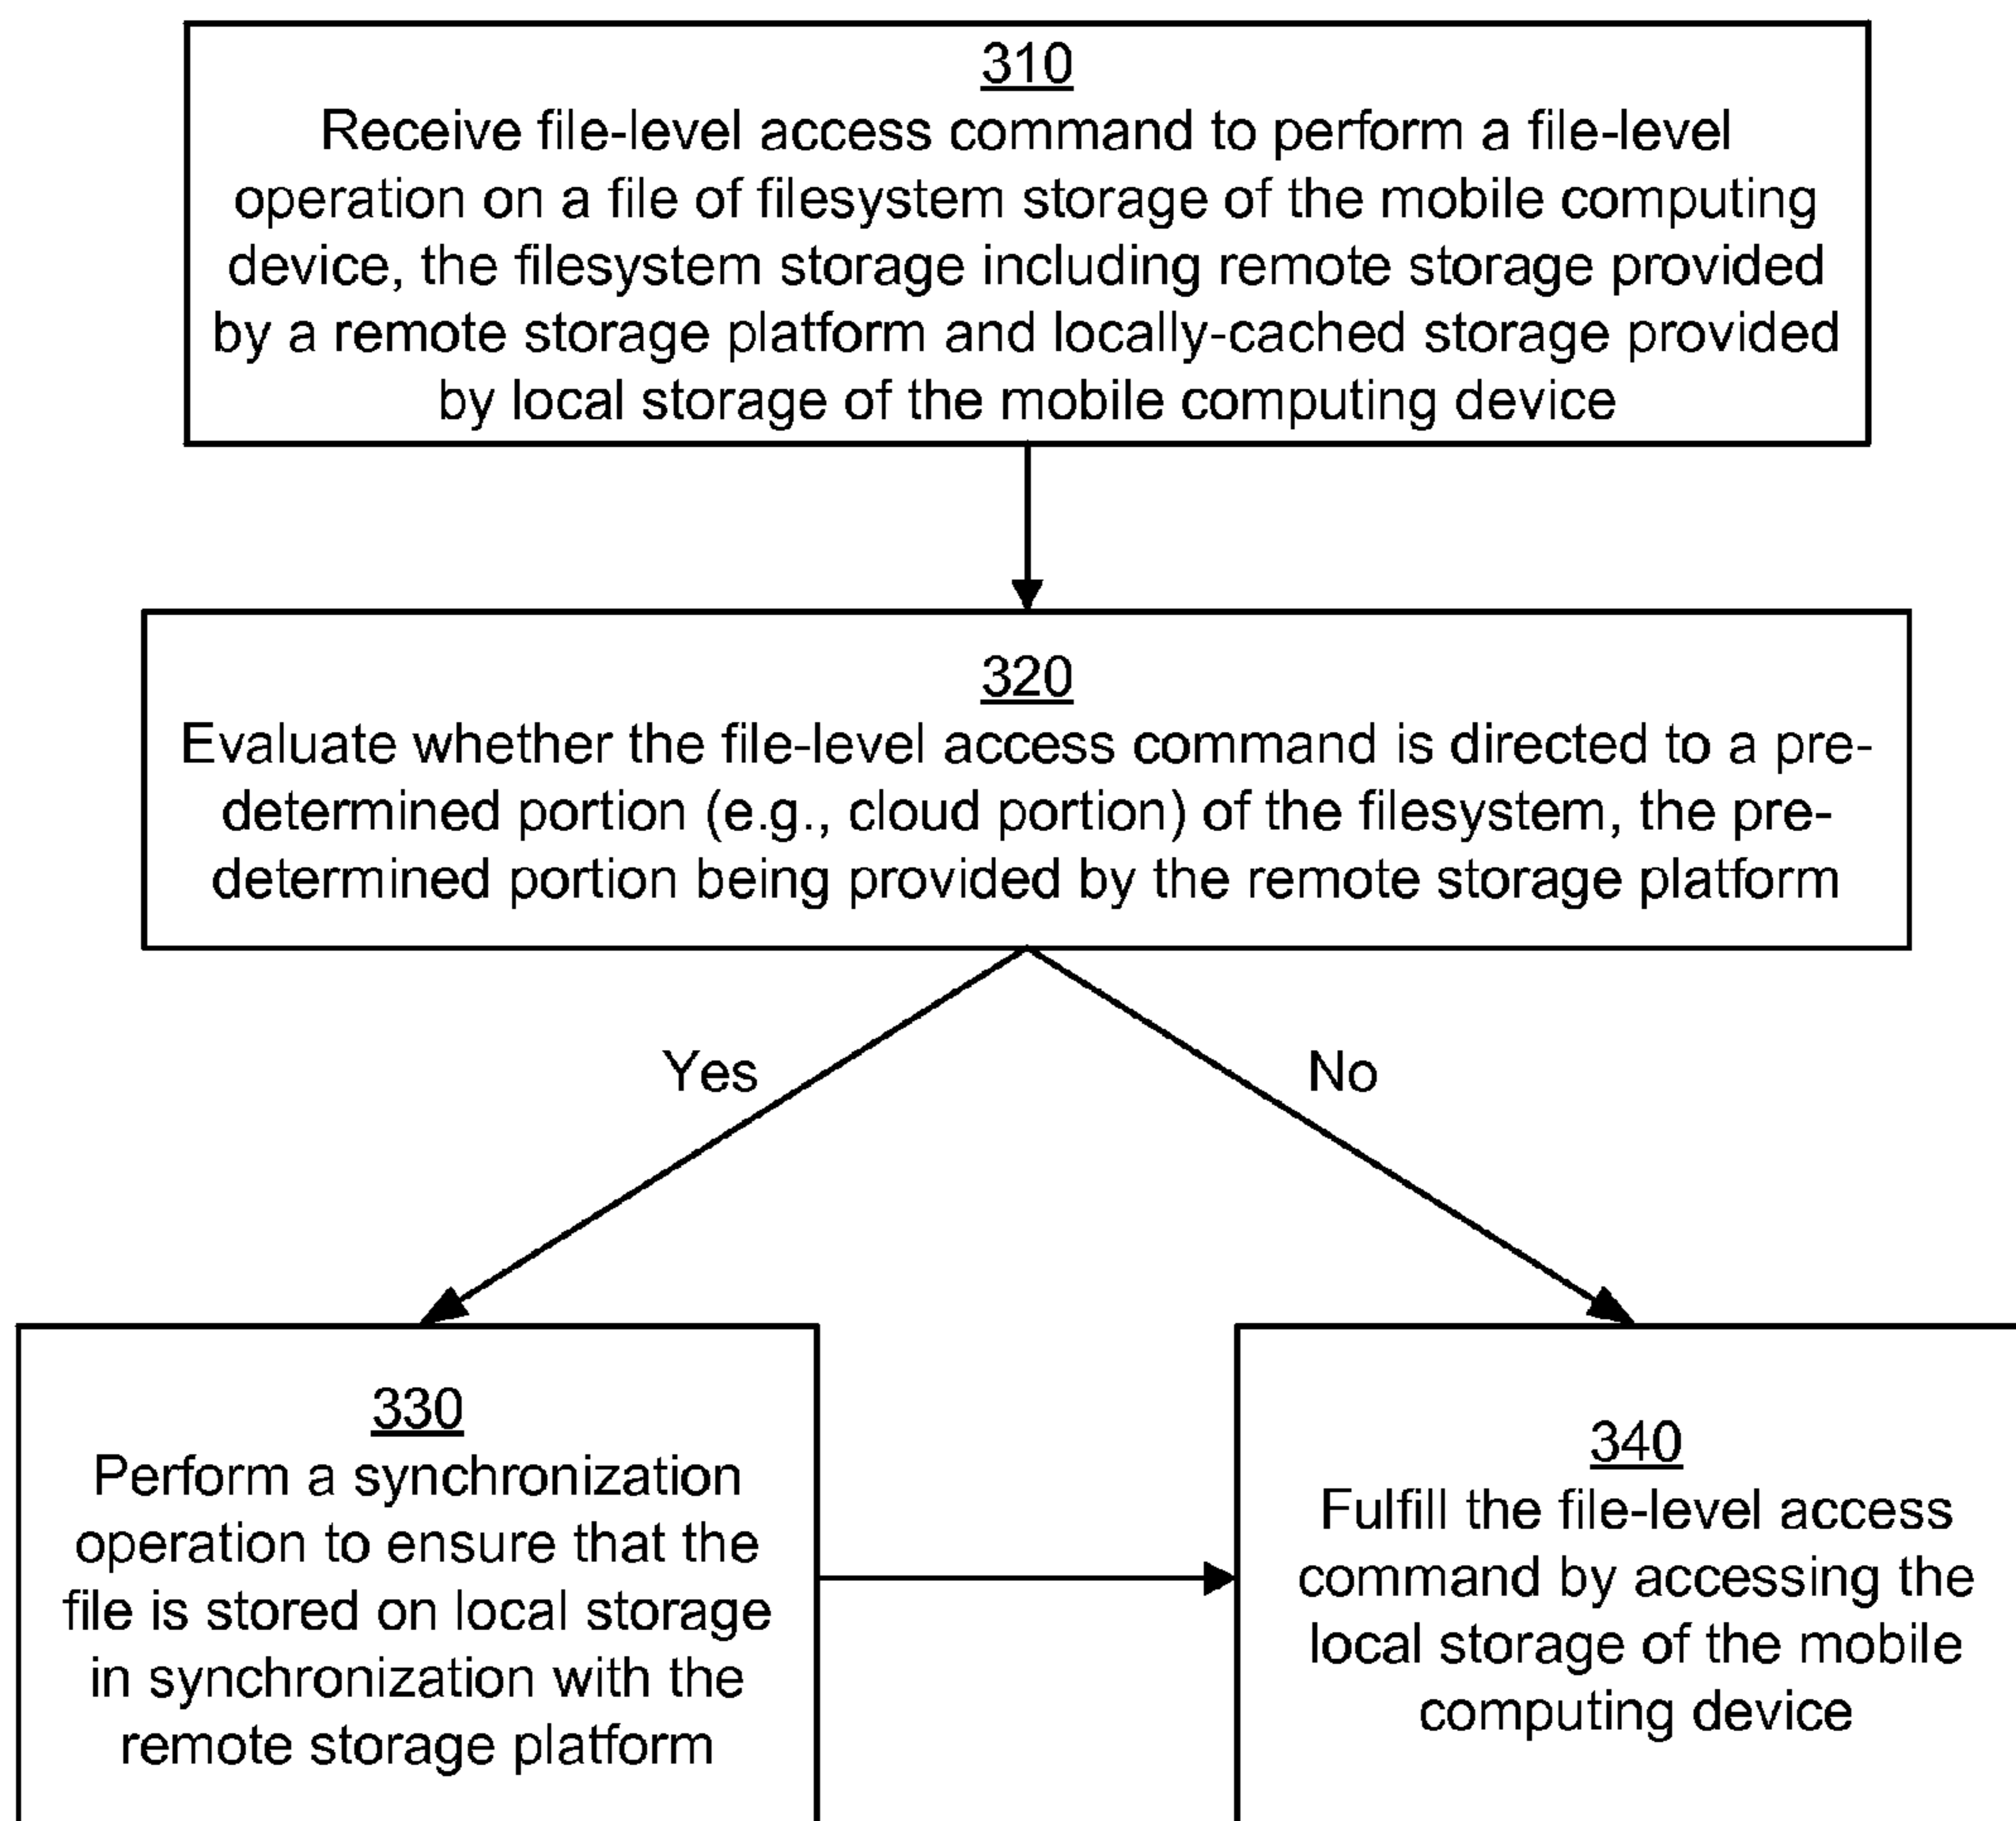 310
Receive file-level access command to perform a file-level
operation on a file of filesystem storage of the mobile computing
device, the filesystem storage including remote storage provided
by a remote storage platform and locally-cached storage provided
by local storage of the mobile computing device
320
Evaluate whether the file-level access command is directed to a pre-
determined portion (e.g., cloud portion) of the filesystem, the pre-
determined portion being provided by the remote storage platform
Yes
No
330
Perform a synchronization
operation to ensure that the
file is stored on local storage
in synchronization with the
remote storage platform
340
Fulfill the file-level access
command by accessing the
local storage of the mobile
computing device